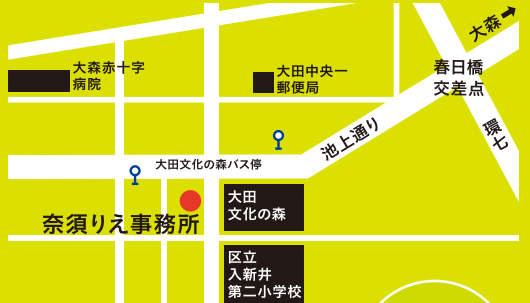 大森
大森赤十字
病院
大田中央一
郵便局
春日橋
交差点
池上通り
環七
大田文化の森バス停
大田
文化の森
奈須りえ事務所
区立
入新井
第二小学校